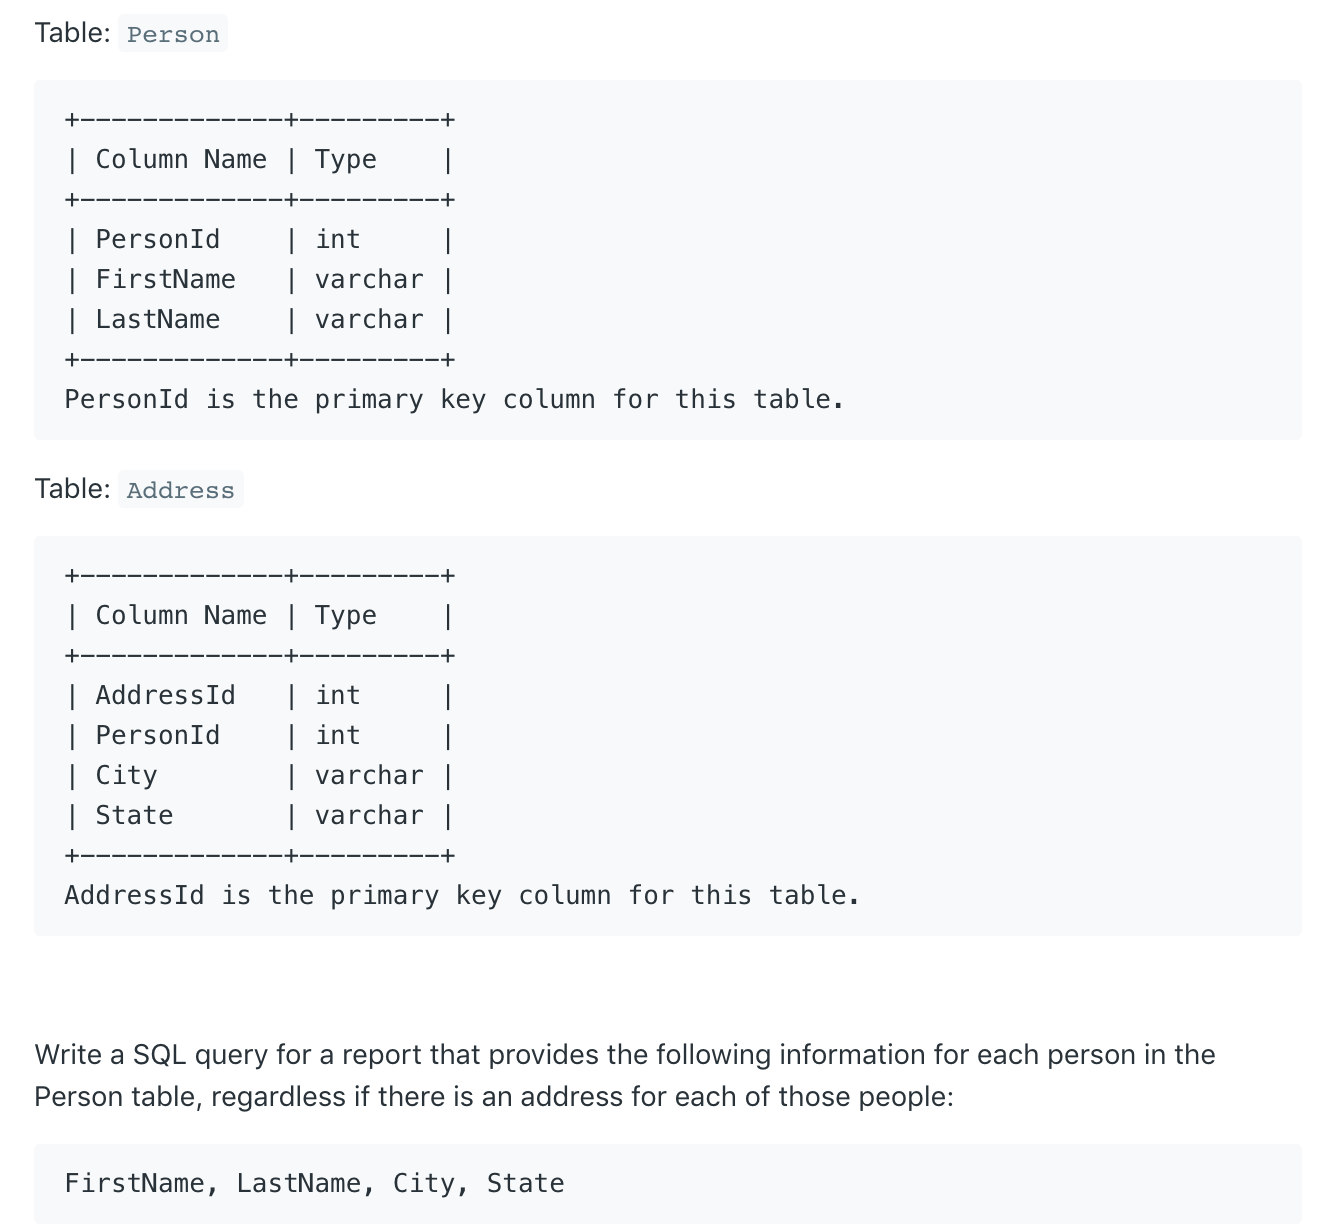 Table: Person
+-------------+---------+
| Column Name | Type    |
+-------------+---------+
| PersonId    | int     |
| FirstName   | varchar |
| LastName    | varchar |
+-------------+---------+
PersonId is the primary key column for this table.
Table: Address
+-------------+---------+
| Column Name | Type    |
+-------------+---------+
| AddressId   | int     |
| PersonId    | int     |
| City        | varchar |
| State       | varchar |
+-------------+---------+
AddressId is the primary key column for this table.
Write a SQL query for a report that provides the following information for each person in the
Person table, regardless if there is an address for each of those people:
FirstName, LastName, City, State